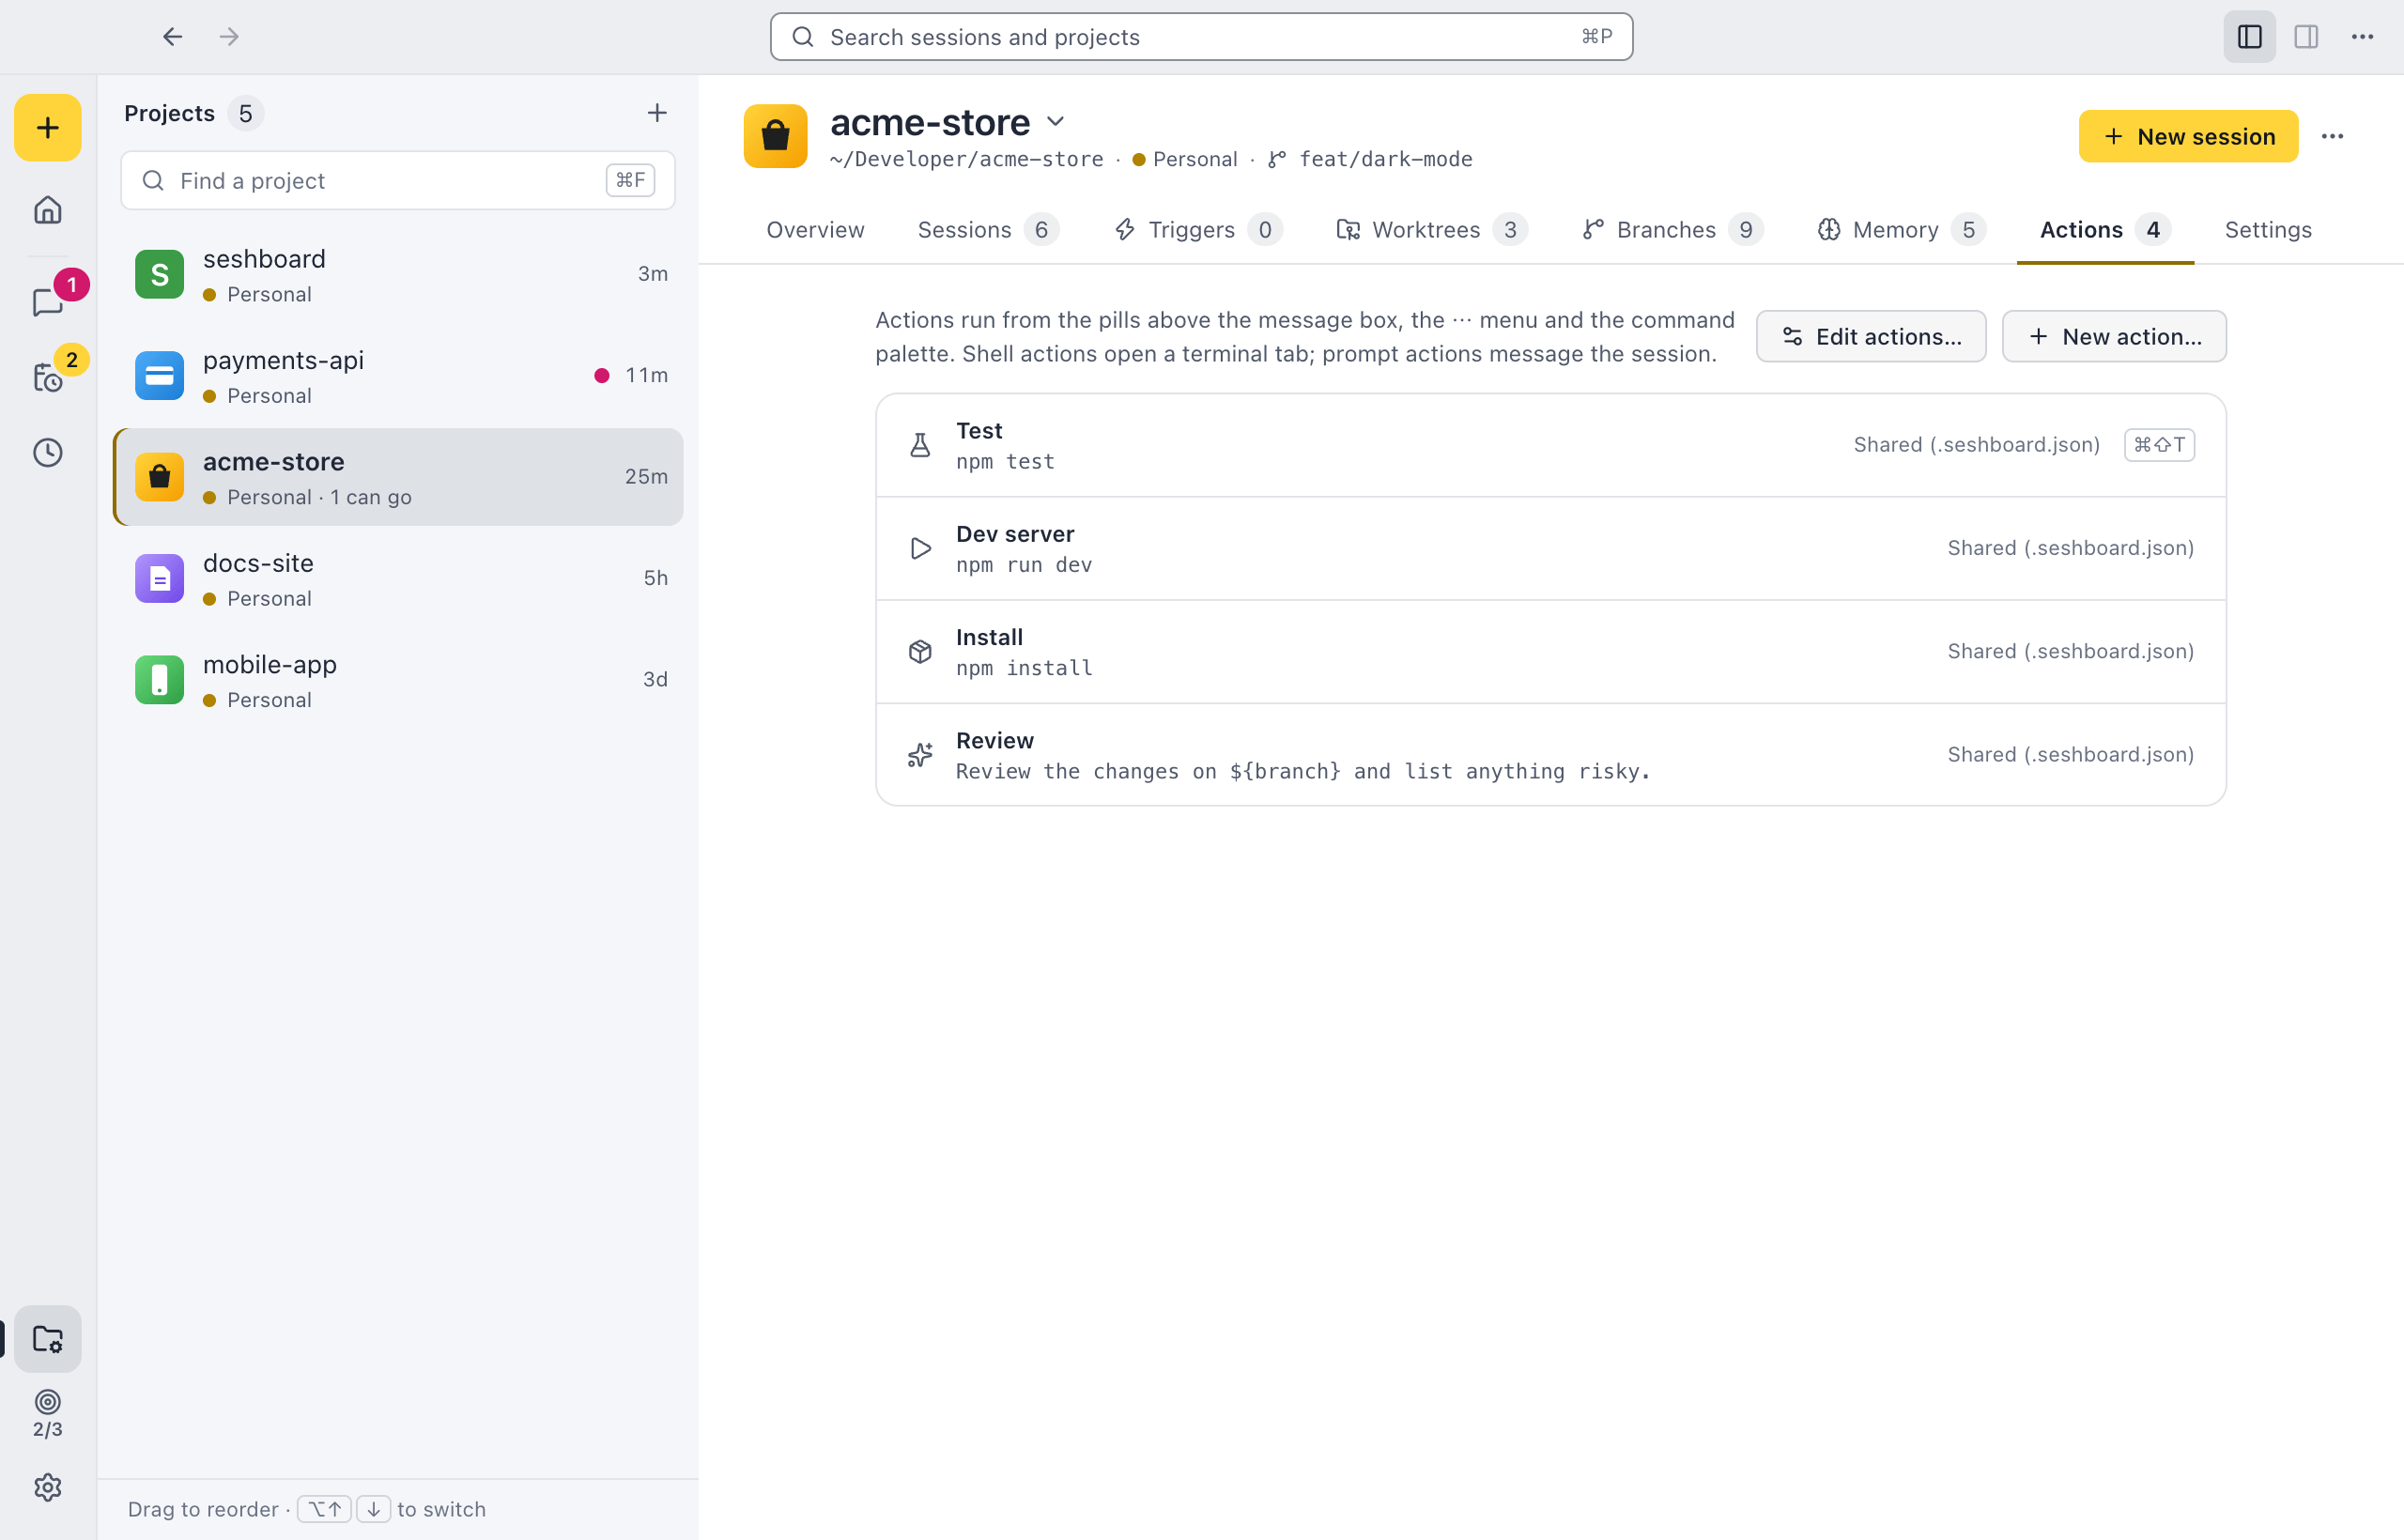 Search sessions and projects ⌘P
Projects 5
Find a project ⌘F
1
2
seshboard
Personal
3m
payments-api
Personal
11m
acme-store
Personal · 1 can go
25m
docs-site
Personal
5h
mobile-app
Personal
3d
2/3
Drag to reorder · ⌥↑ ↓ to switch
acme-store
~/Developer/acme-store · Personal · feat/dark-mode
New session
Overview Sessions 6 Triggers 0 Worktrees 3 Branches 9 Memory 5 Actions 4 Settings
Actions run from the pills above the message box, the ··· menu and the command
palette. Shell actions open a terminal tab; prompt actions message the session.
Edit actions...
New action...
Test
npm test
Shared (.seshboard.json) ⌘⇧T
Dev server
npm run dev
Shared (.seshboard.json)
Install
npm install
Shared (.seshboard.json)
Review
Review the changes on ${branch} and list anything risky.
Shared (.seshboard.json)
S